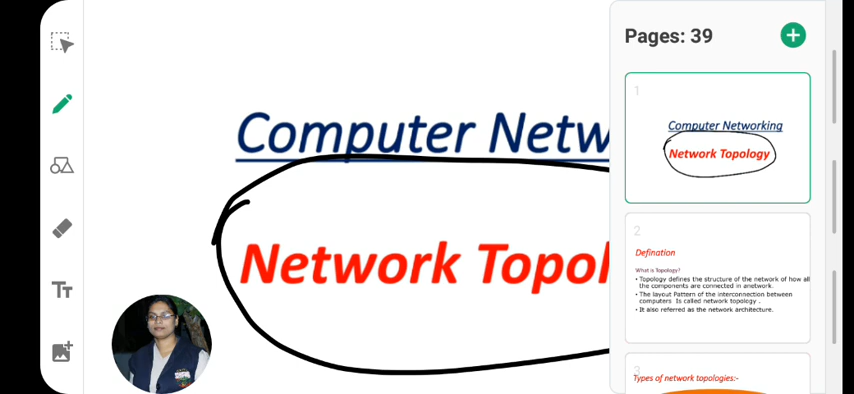 Computer Netw
Network Topol
Tт
Pages: 39
1
Computer Networking
Network Topology
2
Defination
What is Topology?
• Topology defines the structure of the network of how all
the components are connected in anetwork.
• The layout Pattern of the interconnection between
computers Is called network topology .
• It also referred as the network architecture.
3
Types of network topologies:-